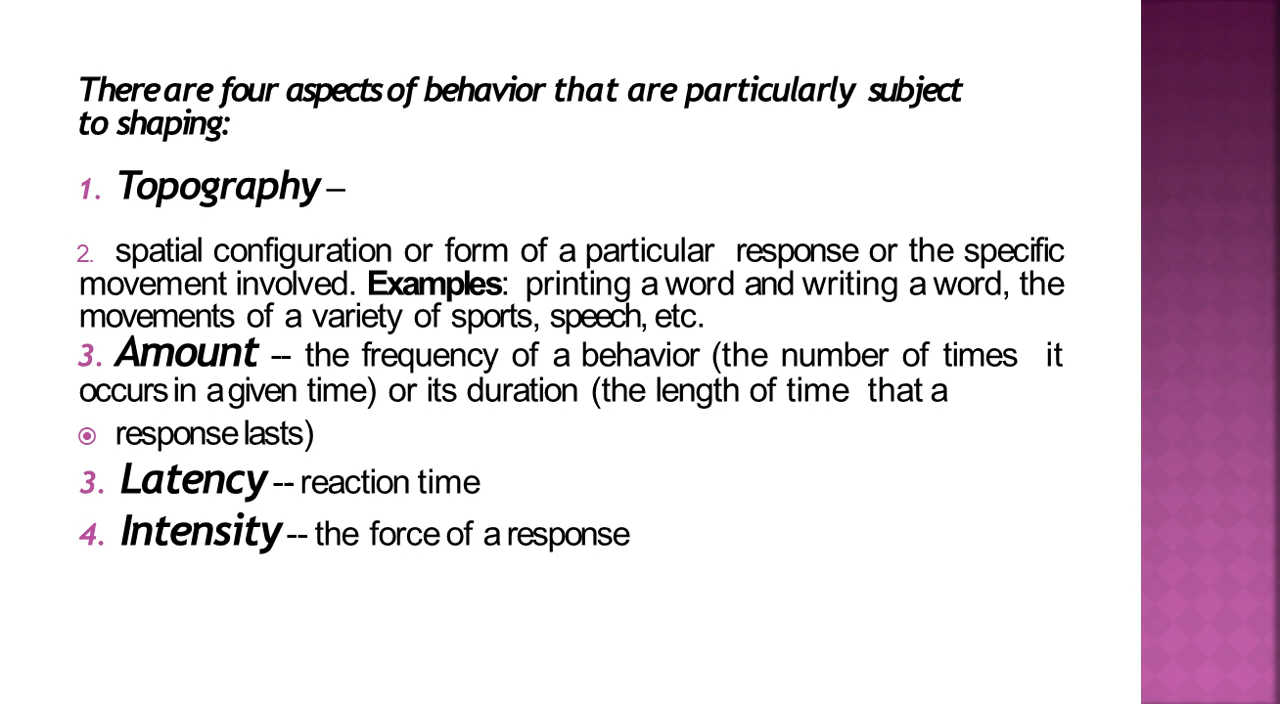 There are four aspects of behavior that are particularly subject
to shaping:
1. Topography –
2. spatial configuration or form of a particular response or the specific
movement involved. Examples: printing a word and writing a word, the
movements of a variety of sports, speech, etc.
3. Amount -- the frequency of a behavior (the number of times it
occurs in a given time) or its duration (the length of time that a
response lasts)
3. Latency -- reaction time
4. Intensity -- the force of a response